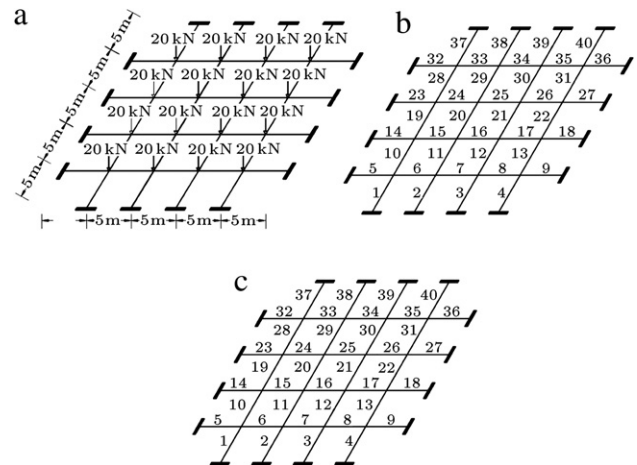 a
20 kN 20 kN 20 kN 20 kN
20 kN 20 kN 20 kN 20 kN
20 kN 20 kN 20 kN 20 kN
20 kN 20 kN 20 kN 20 kN
5m 5m 5m 5m 5m
5m 5m 5m 5m
b
37 38 39 40
32 33 34 35 36
28 29 30 31
23 24 25 26 27
19 20 21 22
14 15 16 17 18
10 11 12 13
5 6 7 8 9
1 2 3 4
c
37 38 39 40
32 33 34 35 36
28 29 30 31
23 24 25 26 27
19 20 21 22
14 15 16 17 18
10 11 12 13
5 6 7 8 9
1 2 3 4